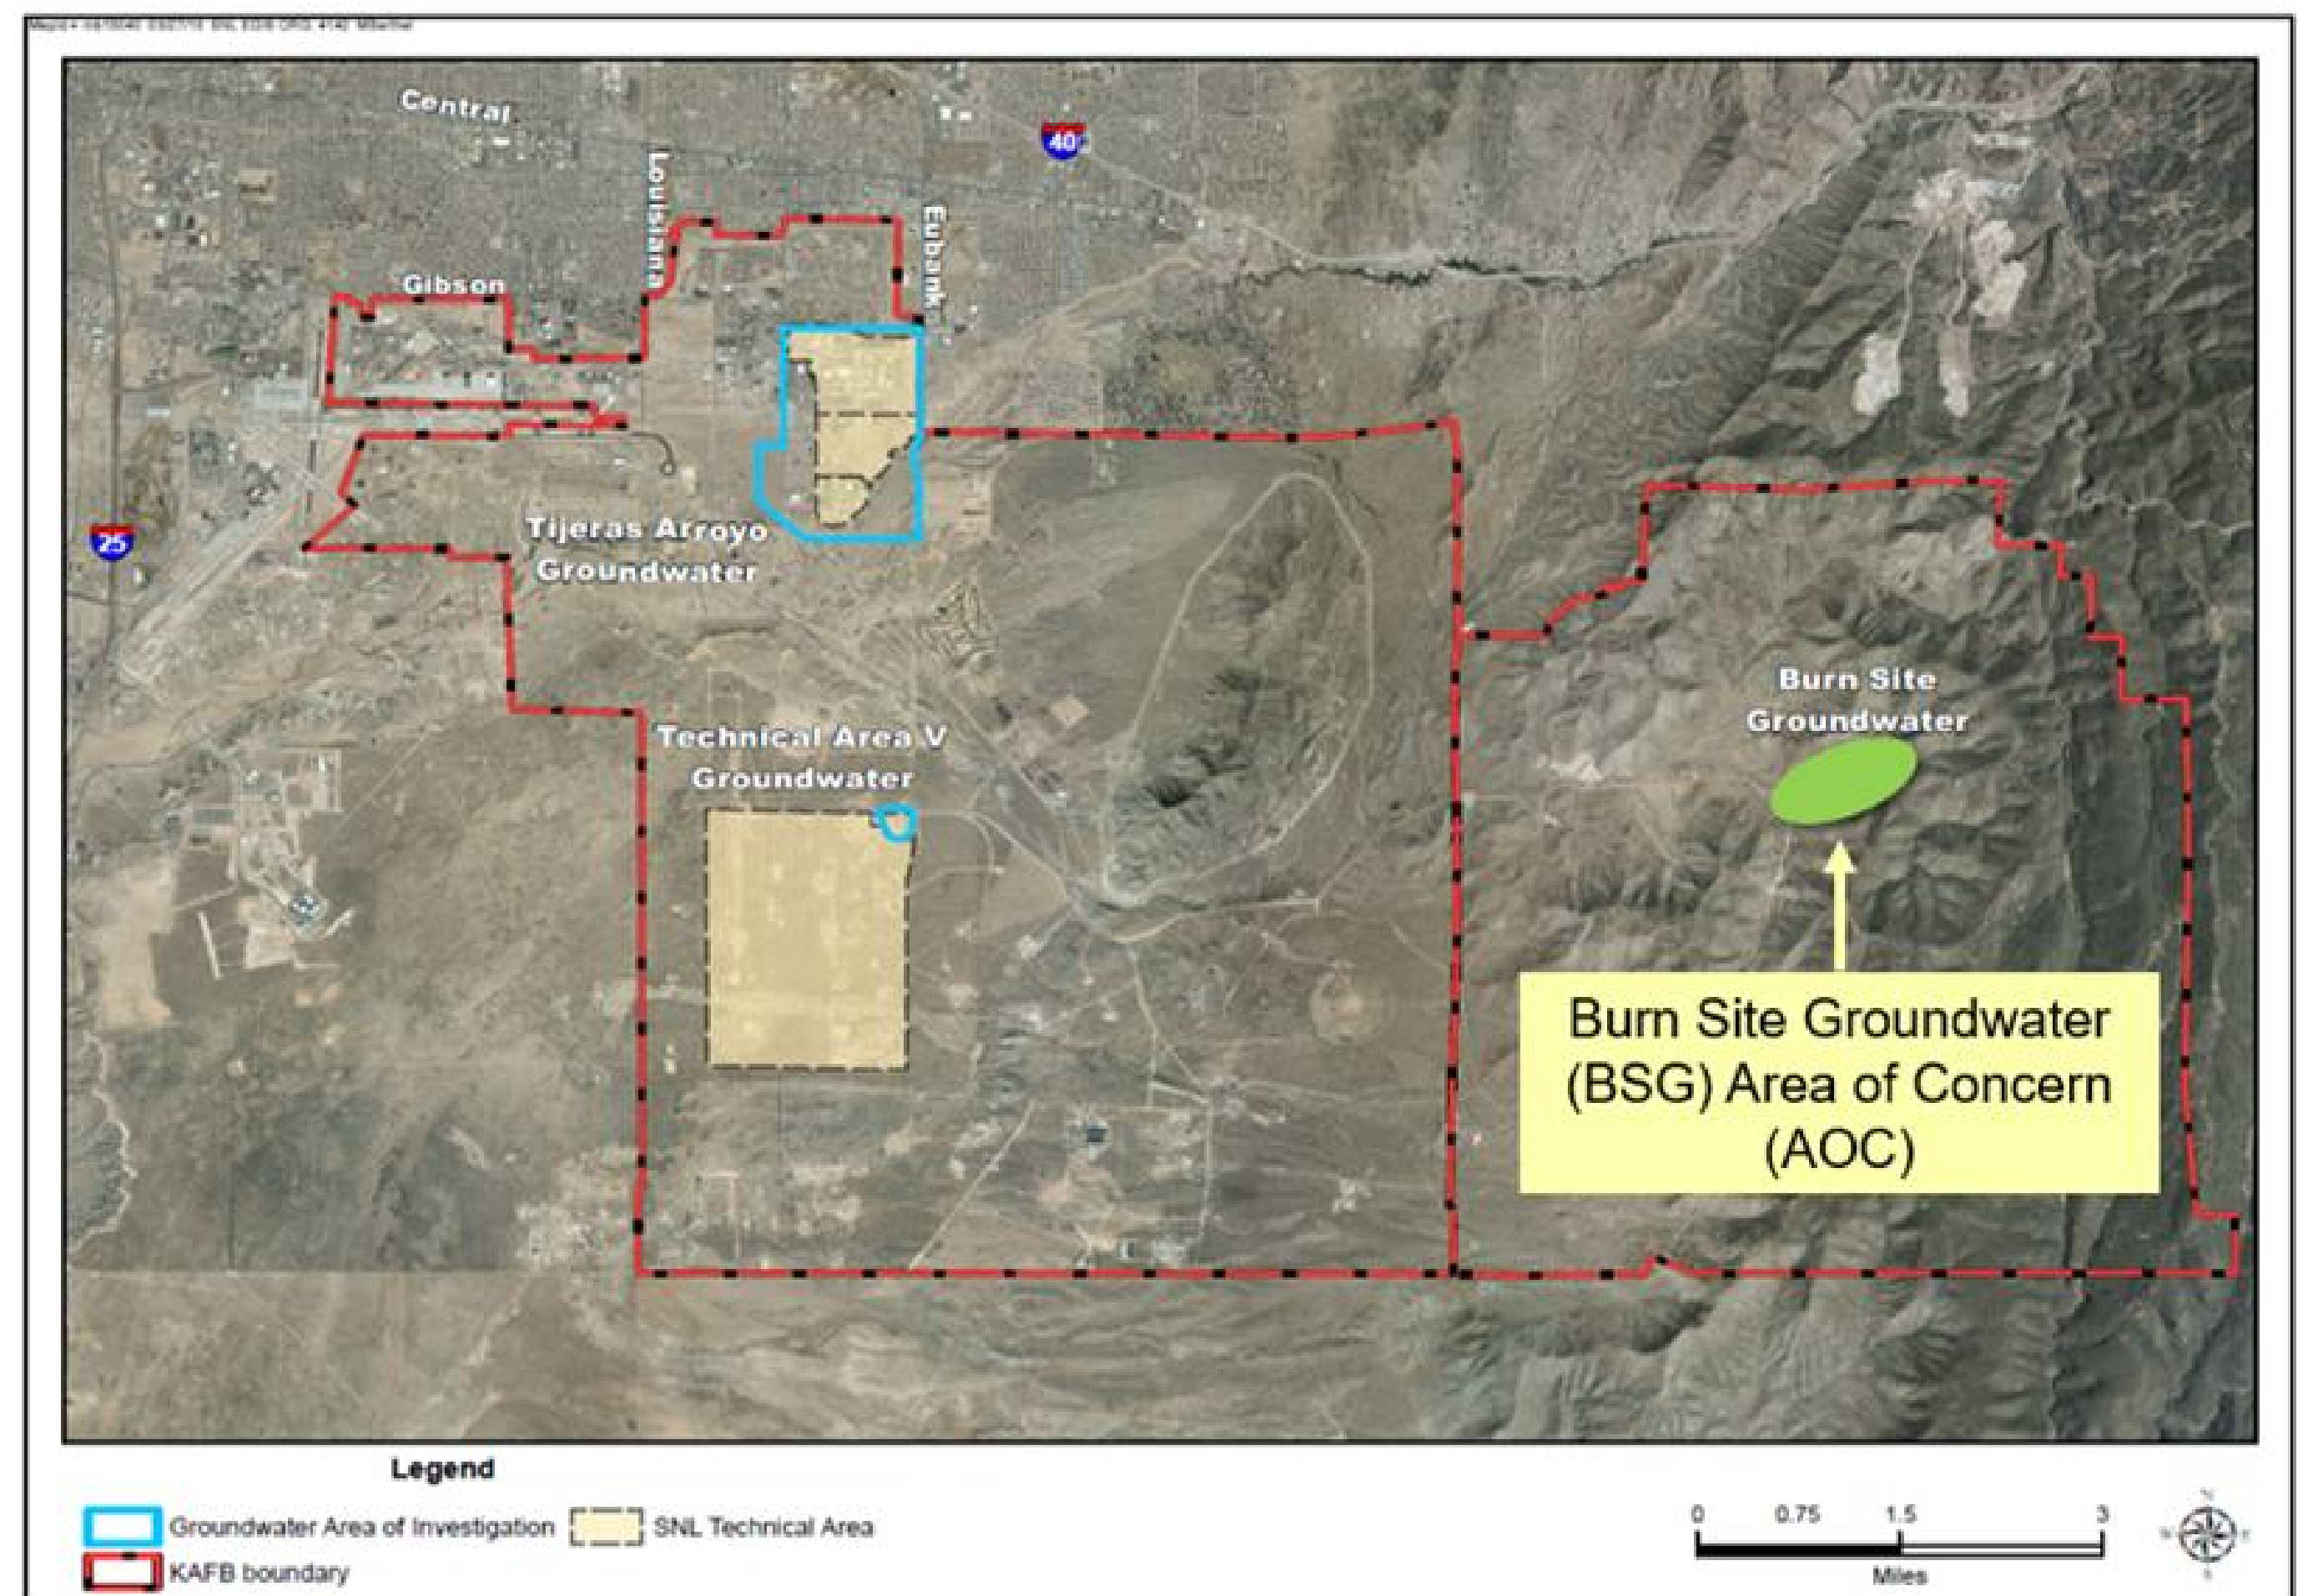 Central
40
Louisiana
Eubank
Gibson
25
Tijeras Arroyo
Groundwater
Burn Site
Groundwater
Technical Area V
Groundwater
Burn Site Groundwater
(BSG) Area of Concern
(AOC)
Legend
Groundwater Area of Investigation
SNL Technical Area
KAFB boundary
0 0.75 1.5 3
Miles